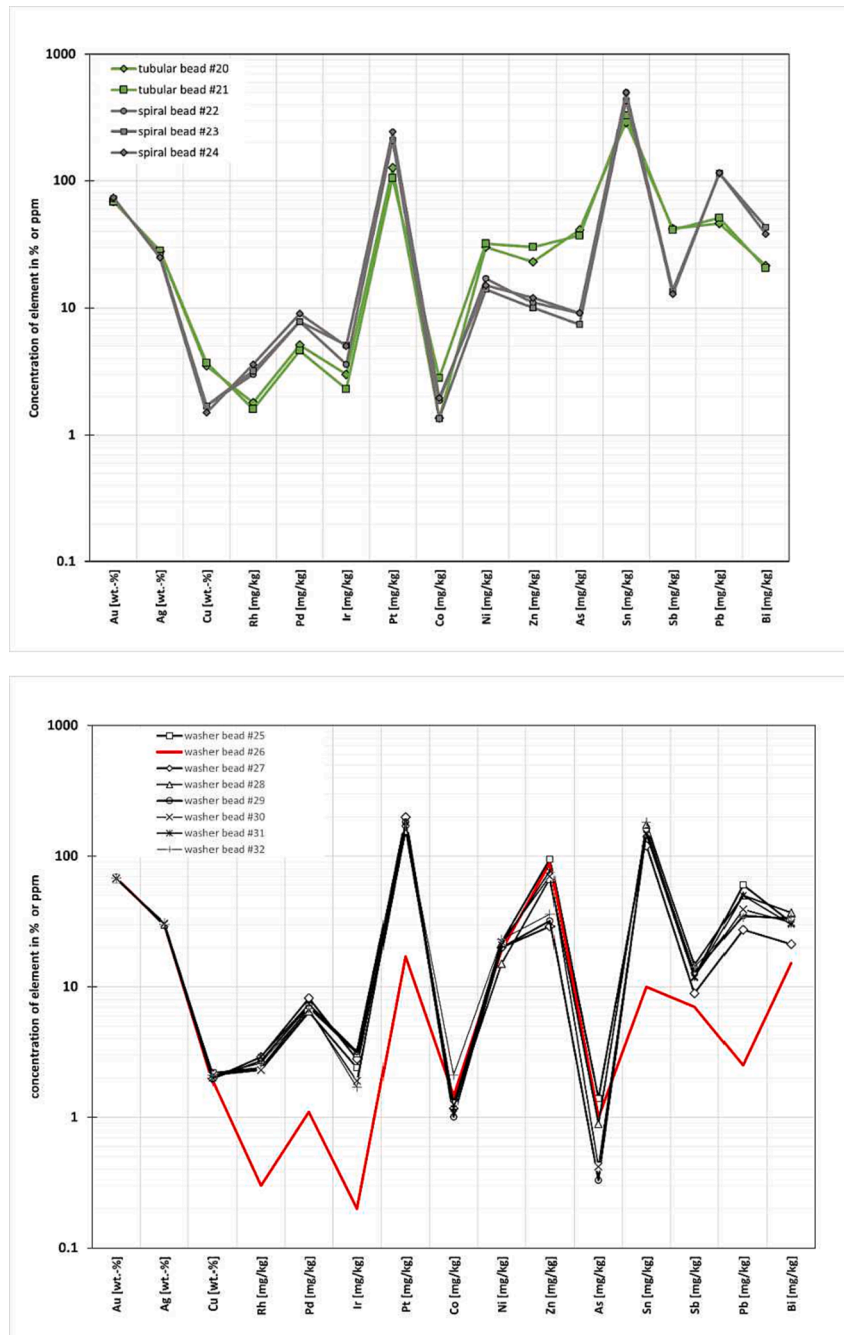 1000
100
10
1
0.1
Concentration of element in % or ppm
tubular bead #20
tubular bead #21
spiral bead #22
spiral bead #23
spiral bead #24
Au [wt.-%]
Ag [wt.-%]
Cu [wt.-%]
Rh [mg/kg]
Pd [mg/kg]
Ir [mg/kg]
Pt [mg/kg]
Co [mg/kg]
Ni [mg/kg]
Zn [mg/kg]
As [mg/kg]
Sn [mg/kg]
Sb [mg/kg]
Pb [mg/kg]
Bi [mg/kg]
1000
100
10
1
0.1
concentration of element in % or ppm
washer bead #25
washer bead #26
washer bead #27
washer bead #28
washer bead #29
washer bead #30
washer bead #31
washer bead #32
Au [wt.-%]
Ag [wt.-%]
Cu [wt.-%]
Rh [mg/kg]
Pd [mg/kg]
Ir [mg/kg]
Pt [mg/kg]
Co [mg/kg]
Ni [mg/kg]
Zn [mg/kg]
As [mg/kg]
Sn [mg/kg]
Sb [mg/kg]
Pb [mg/kg]
Bi [mg/kg]